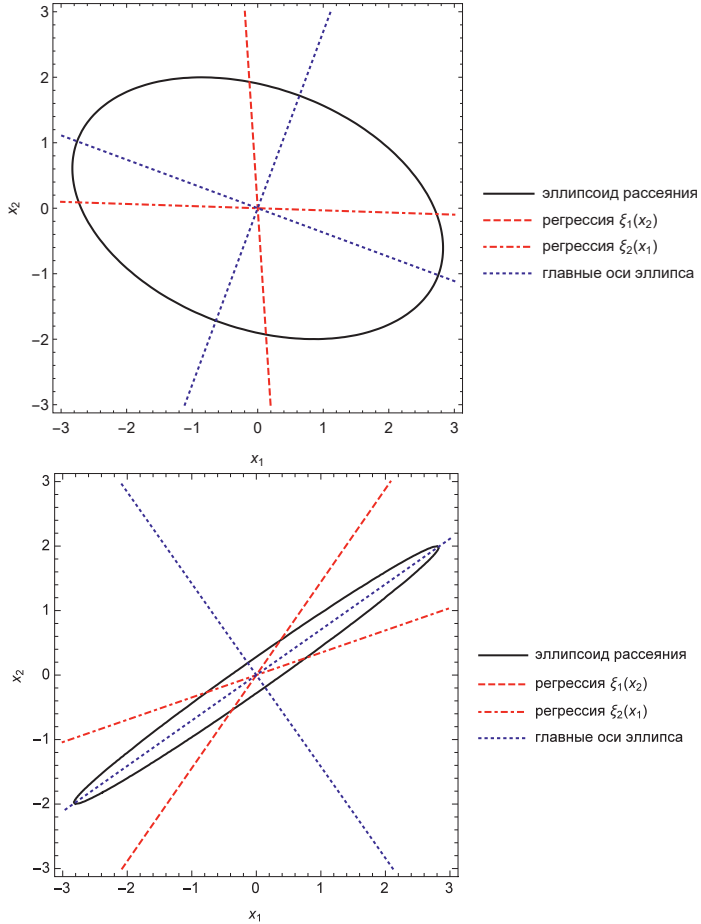 3
2
1
0
−1
−2
−3
x₂
−3 −2 −1 0 1 2 3
x₁
эллипсоид рассеяния
регрессия ξ₁(x₂)
регрессия ξ₂(x₁)
главные оси эллипса
3
2
1
0
−1
−2
−3
x₂
−3 −2 −1 0 1 2 3
x₁
эллипсоид рассеяния
регрессия ξ₁(x₂)
регрессия ξ₂(x₁)
главные оси эллипса